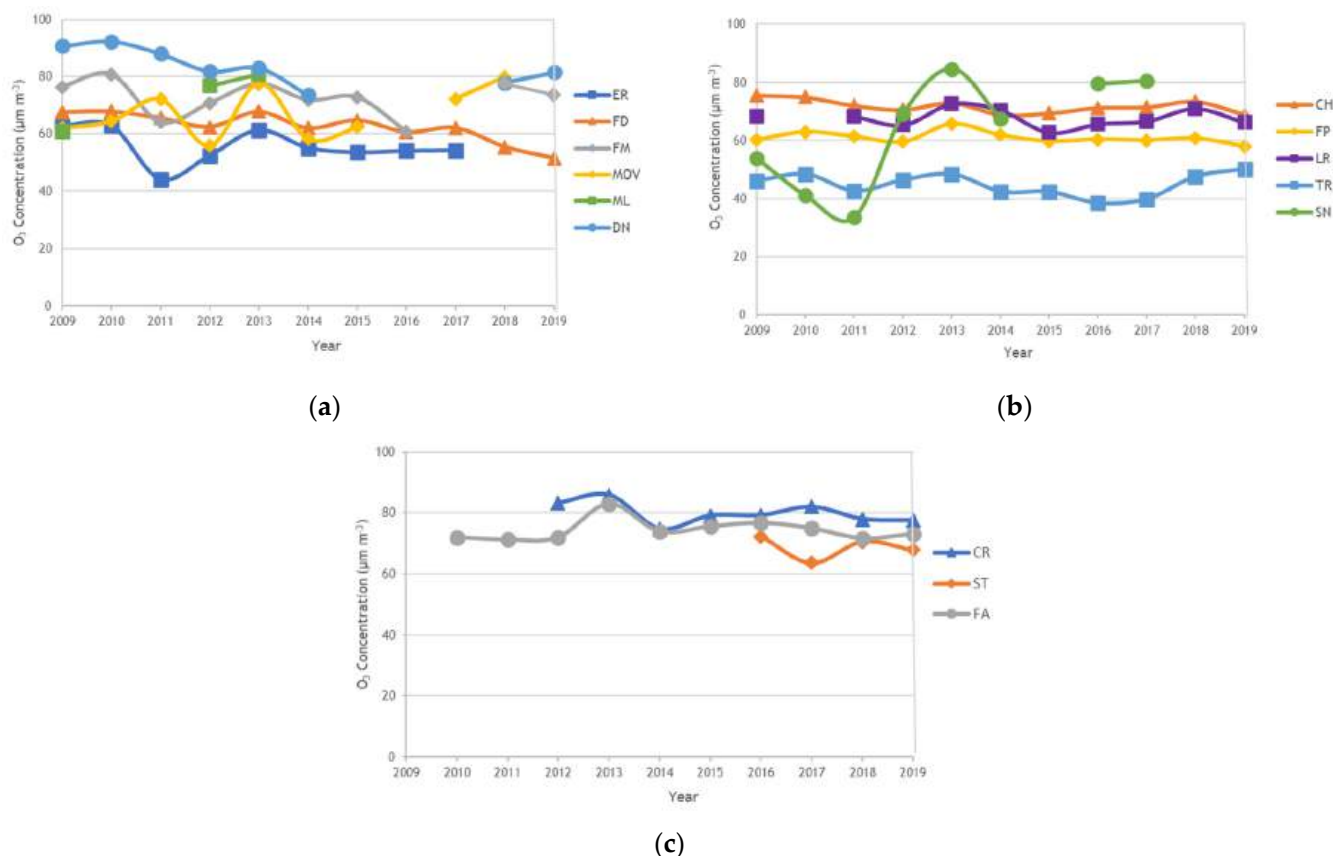 100
80
60
40
20
0
O₃ Concentration (µm m⁻³)
2009 2010 2011 2012 2013 2014 2015 2016 2017 2018 2019
Year
ER
FD
FM
MOV
ML
DN
(a)
100
80
60
40
20
0
O₃ Concentration (µm m⁻³)
2009 2010 2011 2012 2013 2014 2015 2016 2017 2018 2019
Year
CH
FP
LR
TR
SN
(b)
100
80
60
40
20
0
O₃ Concentration (µm m⁻³)
2009 2010 2011 2012 2013 2014 2015 2016 2017 2018 2019
Year
CR
ST
FA
(c)